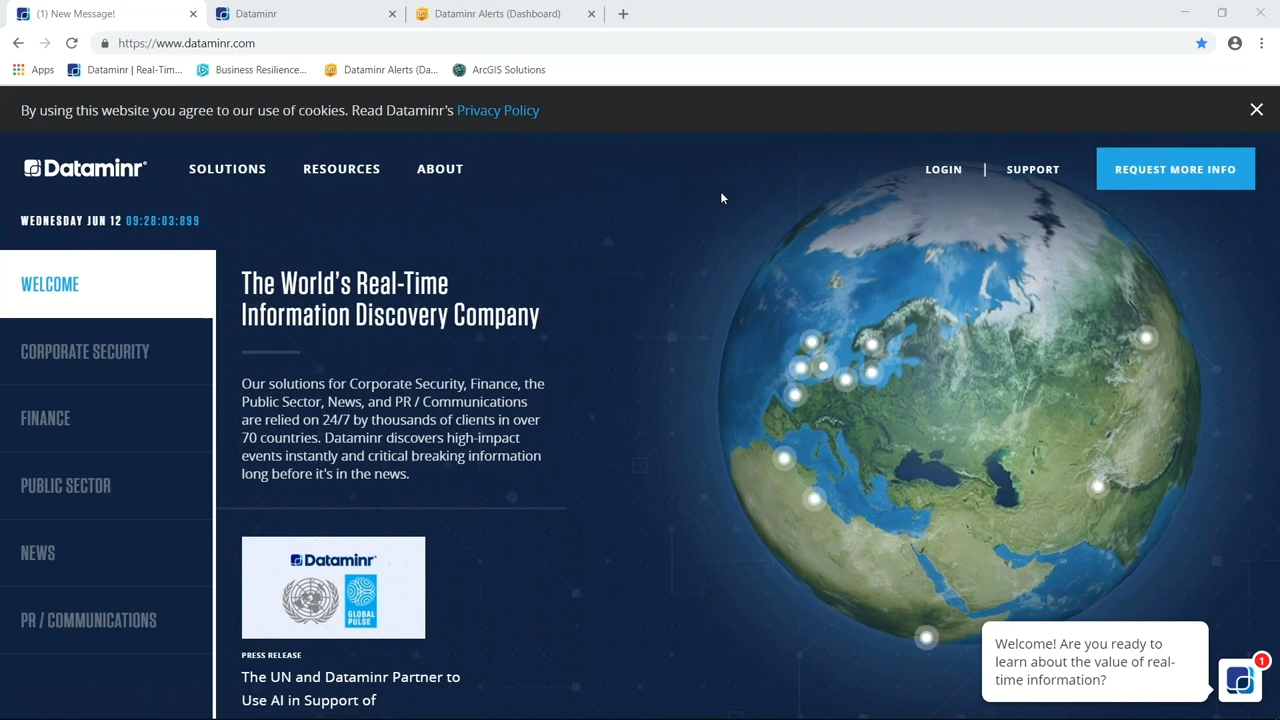 (1) New Message!
Dataminr
Dataminr Alerts (Dashboard)
https://www.dataminr.com
Apps
Dataminr | Real-Tim...
Business Resilience...
Dataminr Alerts (Da...
ArcGIS Solutions
By using this website you agree to our use of cookies. Read Dataminr's Privacy Policy
Dataminr
SOLUTIONS
RESOURCES
ABOUT
LOGIN
|
SUPPORT
REQUEST MORE INFO
WEDNESDAY JUN 12 09:28:03:899
WELCOME
CORPORATE SECURITY
FINANCE
PUBLIC SECTOR
NEWS
PR / COMMUNICATIONS
The World's Real-Time
Information Discovery Company
Our solutions for Corporate Security, Finance, the
Public Sector, News, and PR / Communications
are relied on 24/7 by thousands of clients in over
70 countries. Dataminr discovers high-impact
events instantly and critical breaking information
long before it's in the news.
Dataminr
GLOBAL
PULSE
PRESS RELEASE
The UN and Dataminr Partner to
Use AI in Support of
Welcome! Are you ready to
learn about the value of real-
time information?
1